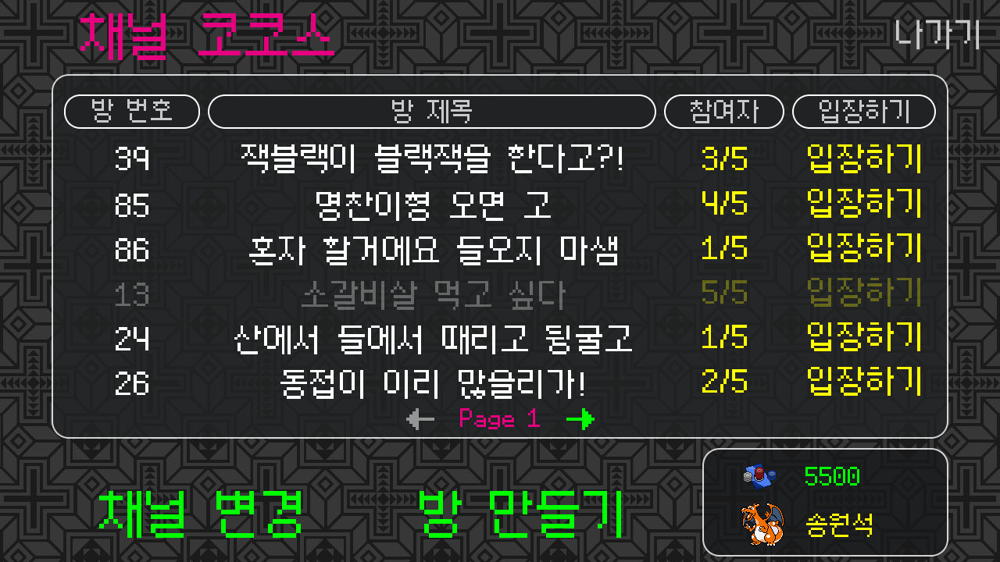 채널 코코스
나가기
방 번호 방 제목 참여자 입장하기
39 잭블랙이 블랙잭을 한다고?! 3/5 입장하기
85 명찬이형 오면 고 4/5 입장하기
86 혼자 할거에요 들오지 마샘 1/5 입장하기
13 소갈비살 먹고 싶다 5/5 입장하기
24 산에서 들에서 때리고 뒹굴고 1/5 입장하기
26 동접이 이리 많을리가! 2/5 입장하기
Page 1
5500
채널 변경 방 만들기
송원석